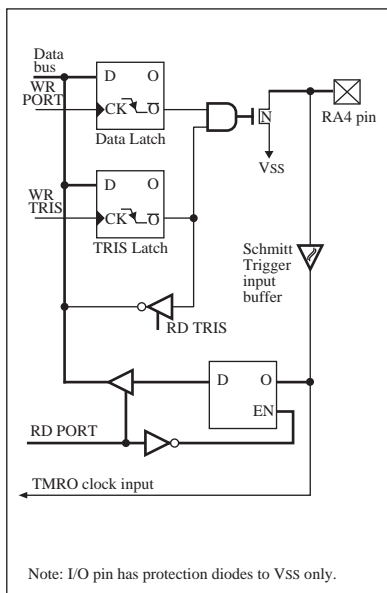 Data
bus
D O
WR
PORT
CK O
Data Latch
N
RA4 pin
VSS
D O
WR
TRIS
CK O
TRIS Latch
Schmitt
Trigger
input
buffer
RD TRIS
D O
EN
RD PORT
TMRO clock input
Note: I/O pin has protection diodes to VSS only.